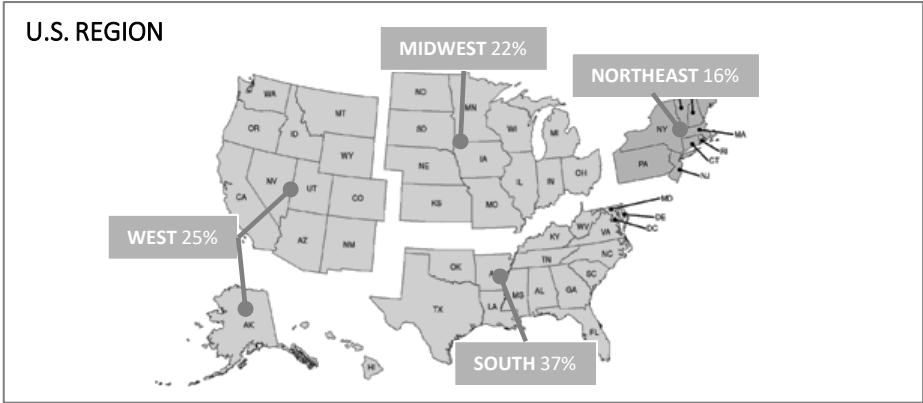 U.S. REGION
MIDWEST 22%
NORTHEAST 16%
WEST 25%
SOUTH 37%
WA
OR
ID
MT
WY
NV
UT
CA
CO
AZ
NM
ND
SD
NE
KS
MN
IA
MO
WI
IL
IN
MI
OH
NY
PA
MA
RI
CT
NJ
MD
DE
DC
WV
VA
KY
TN
NC
SC
OK
TX
LA
MS
AL
GA
FL
AK
HI